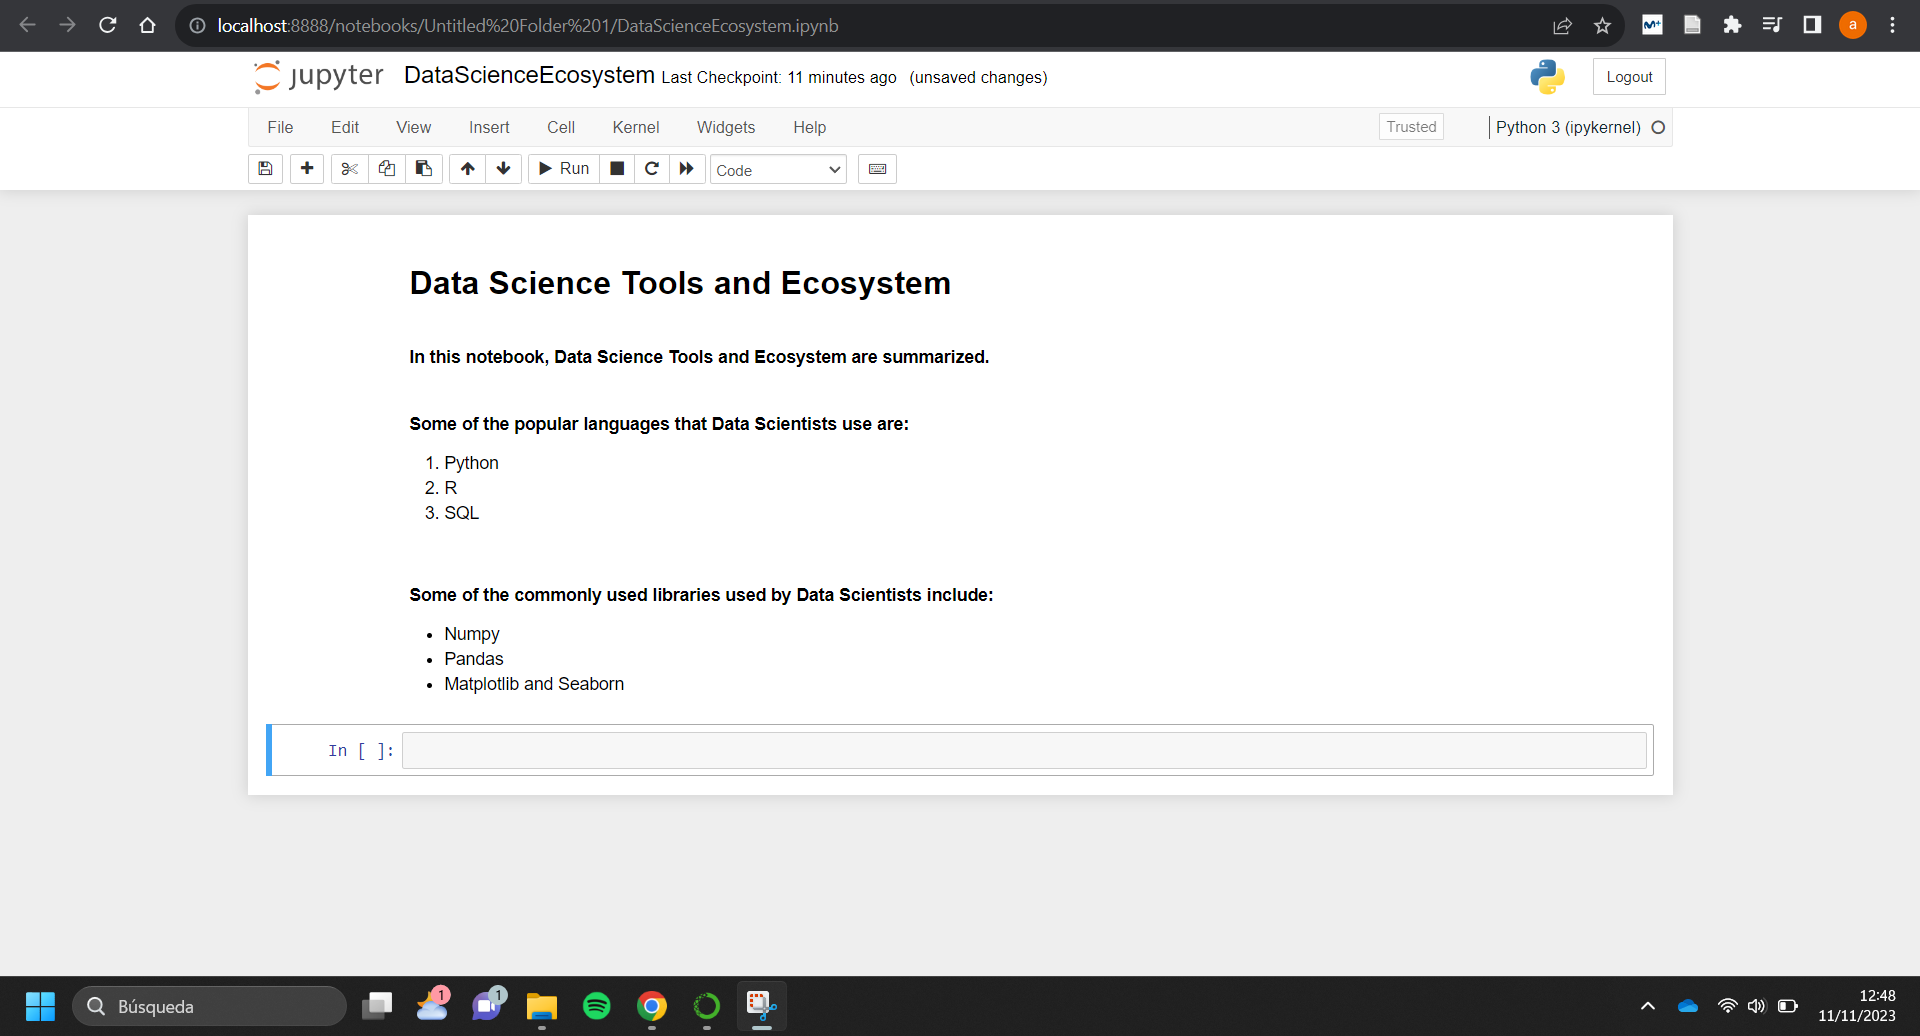 localhost:8888/notebooks/Untitled%20Folder%201/DataScienceEcosystem.ipynb
M+
a
jupyter DataScienceEcosystem Last Checkpoint: 11 minutes ago (unsaved changes)
Logout
File Edit View Insert Cell Kernel Widgets Help
Trusted
Python 3 (ipykernel)
Run
Code
Data Science Tools and Ecosystem
In this notebook, Data Science Tools and Ecosystem are summarized.
Some of the popular languages that Data Scientists use are:
1. Python
2. R
3. SQL
Some of the commonly used libraries used by Data Scientists include:
• Numpy
• Pandas
• Matplotlib and Seaborn
In [ ]:
Búsqueda
1
1
12:48
11/11/2023